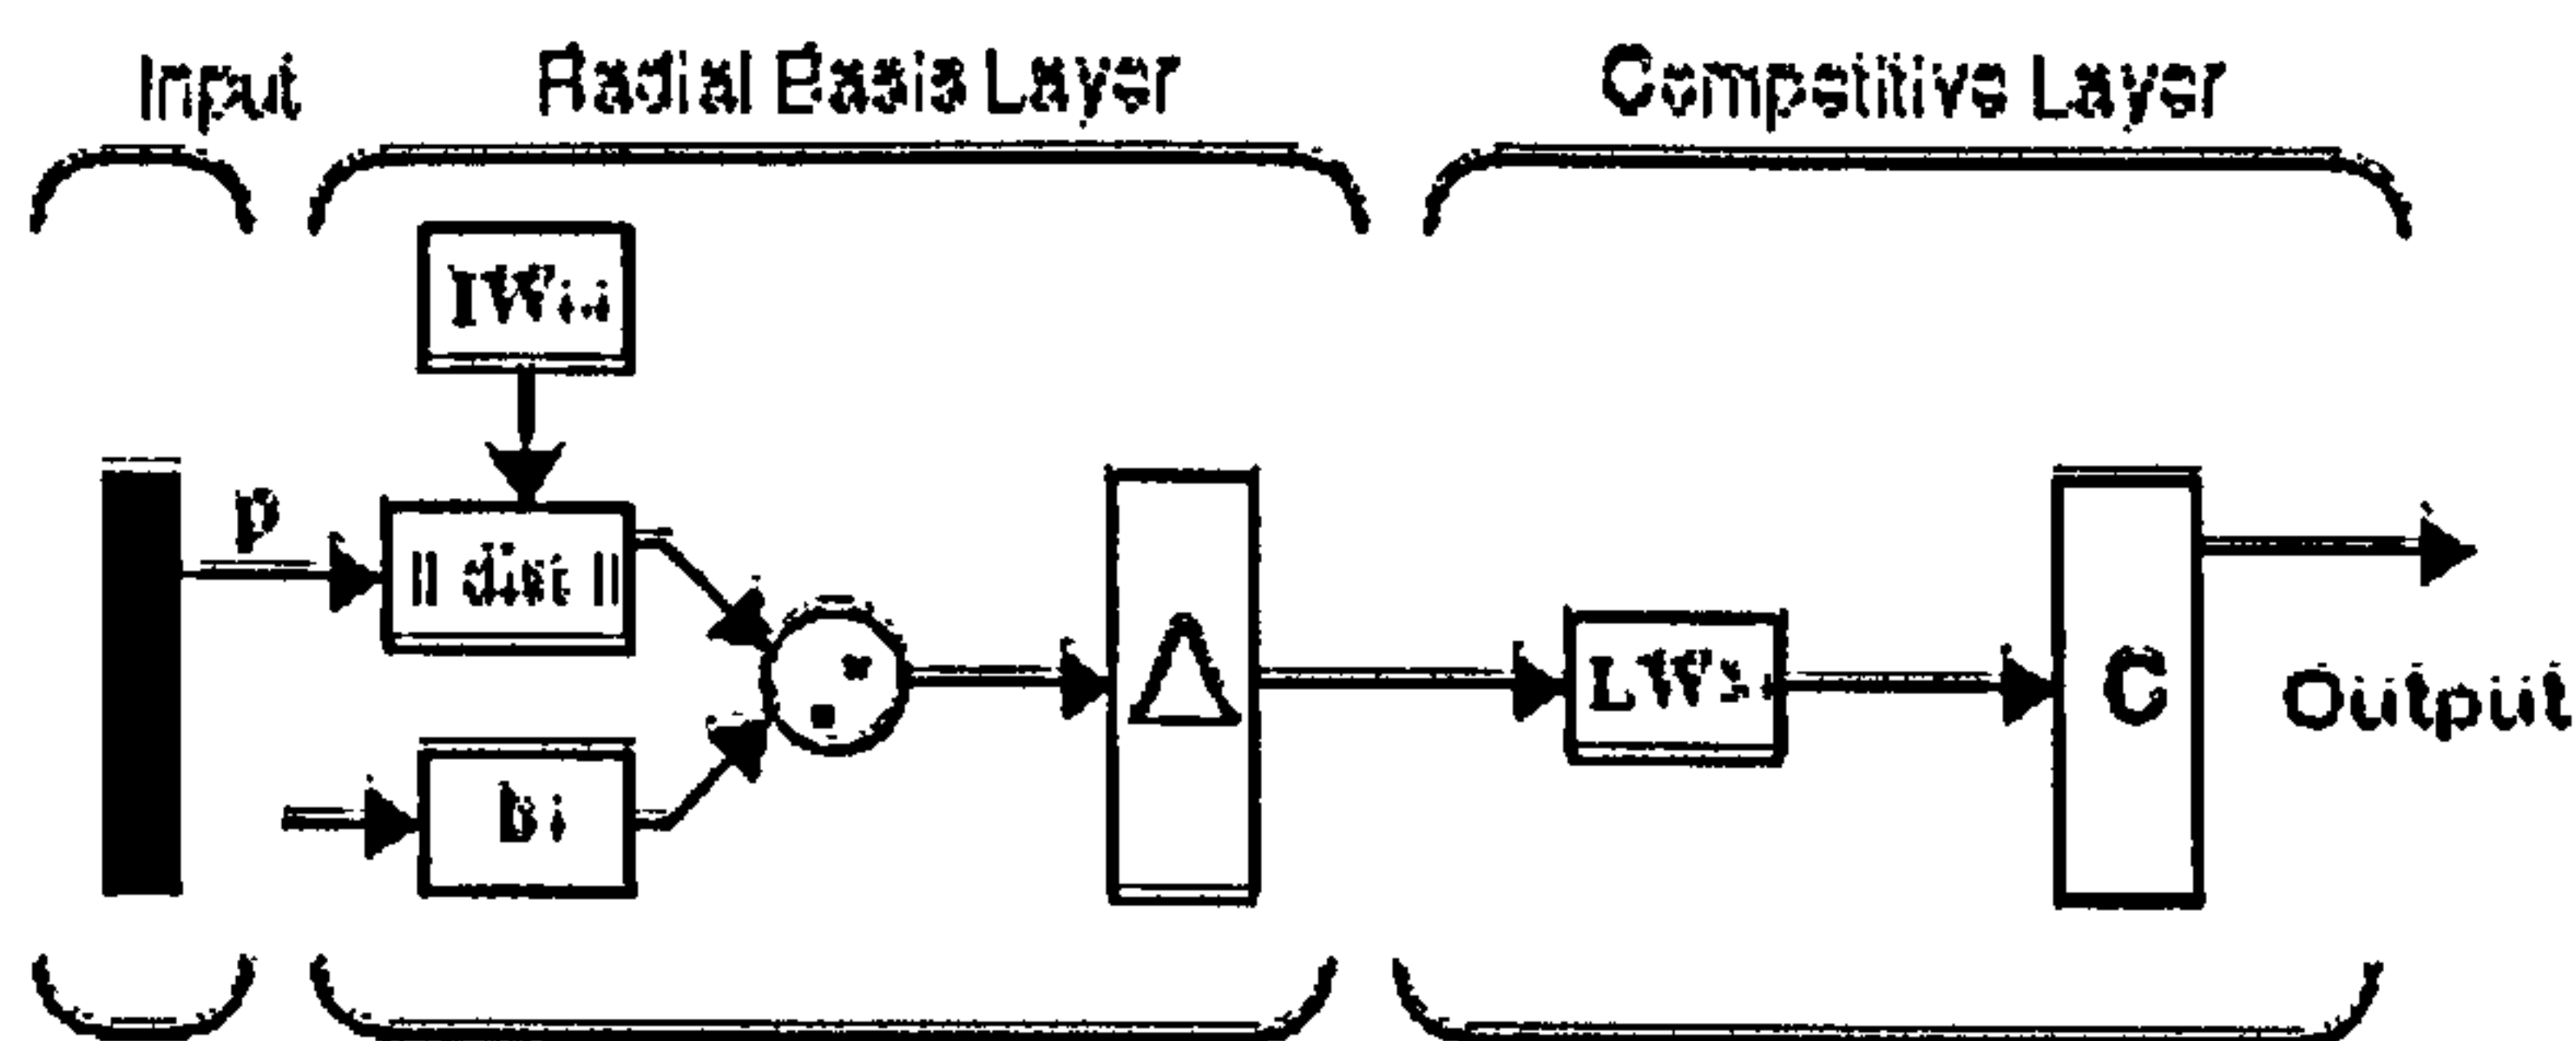 Input
Radial Basis Layer
Competitive Layer
p
|| dist ||
C
Output